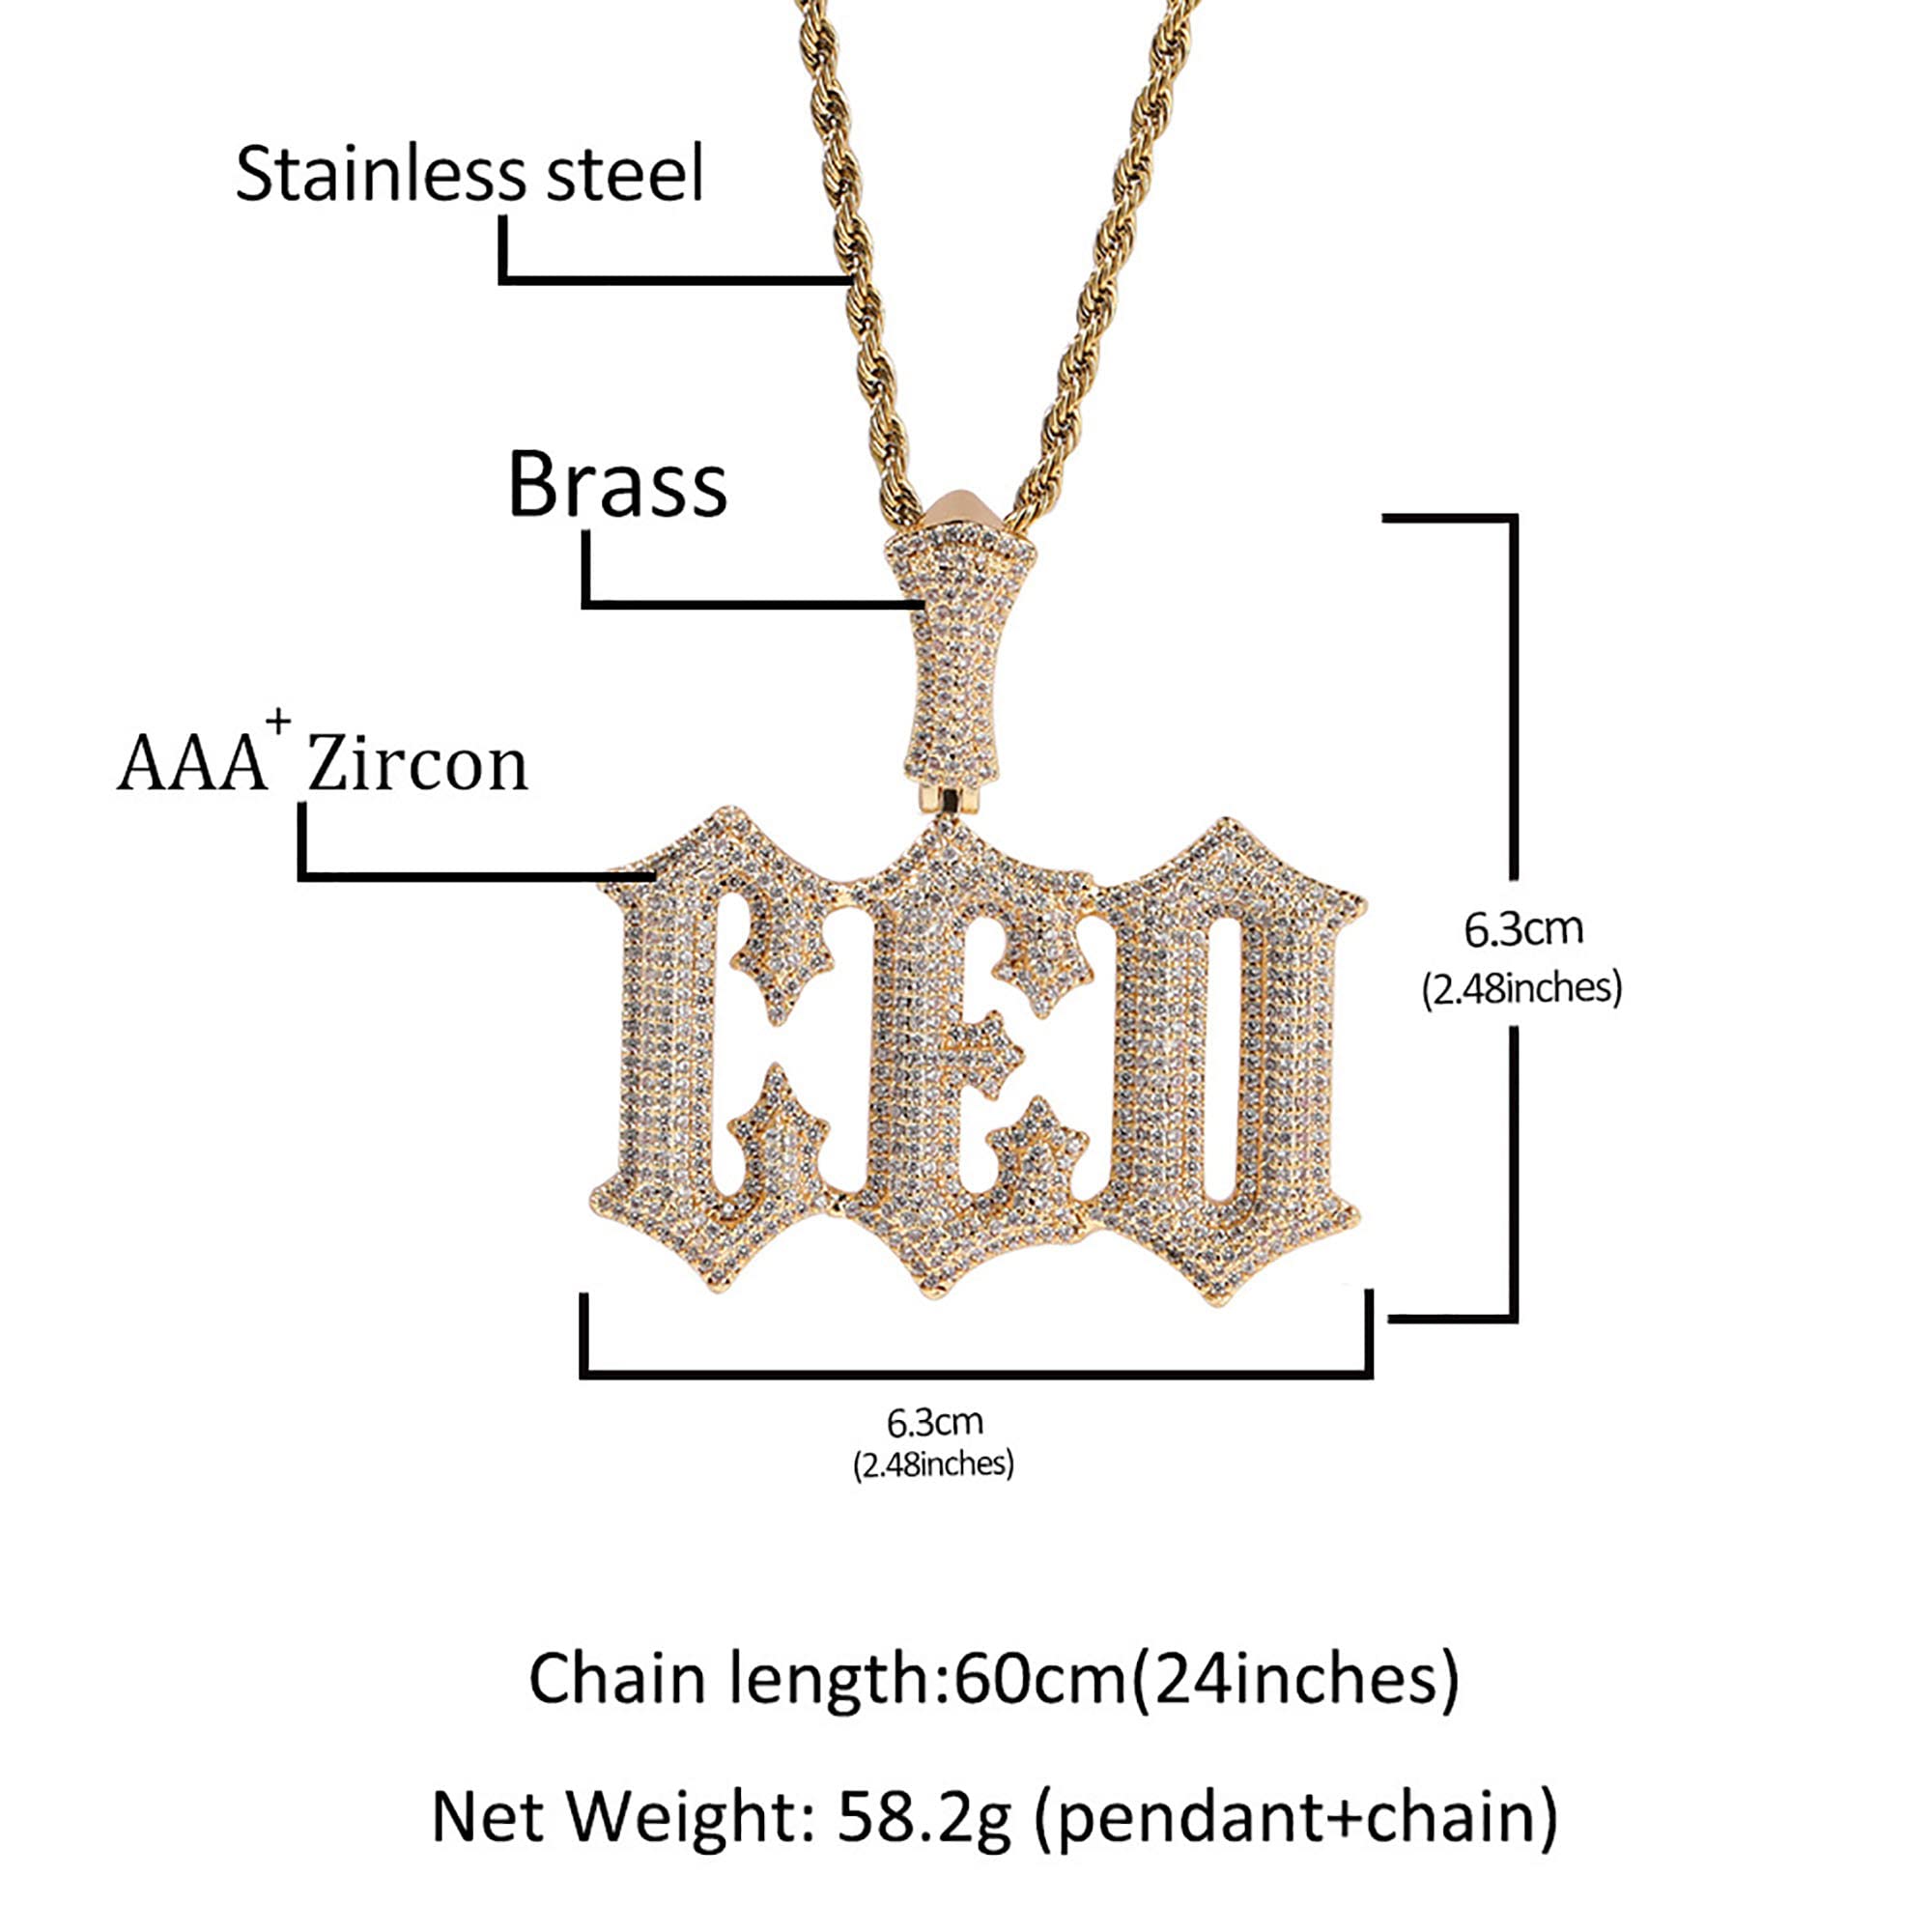 Stainless steel
Brass
AAA+ Zircon
CEO
6.3cm
(2.48inches)
6.3cm
(2.48inches)
Chain length:60cm(24inches)
Net Weight: 58.2g (pendant+chain)